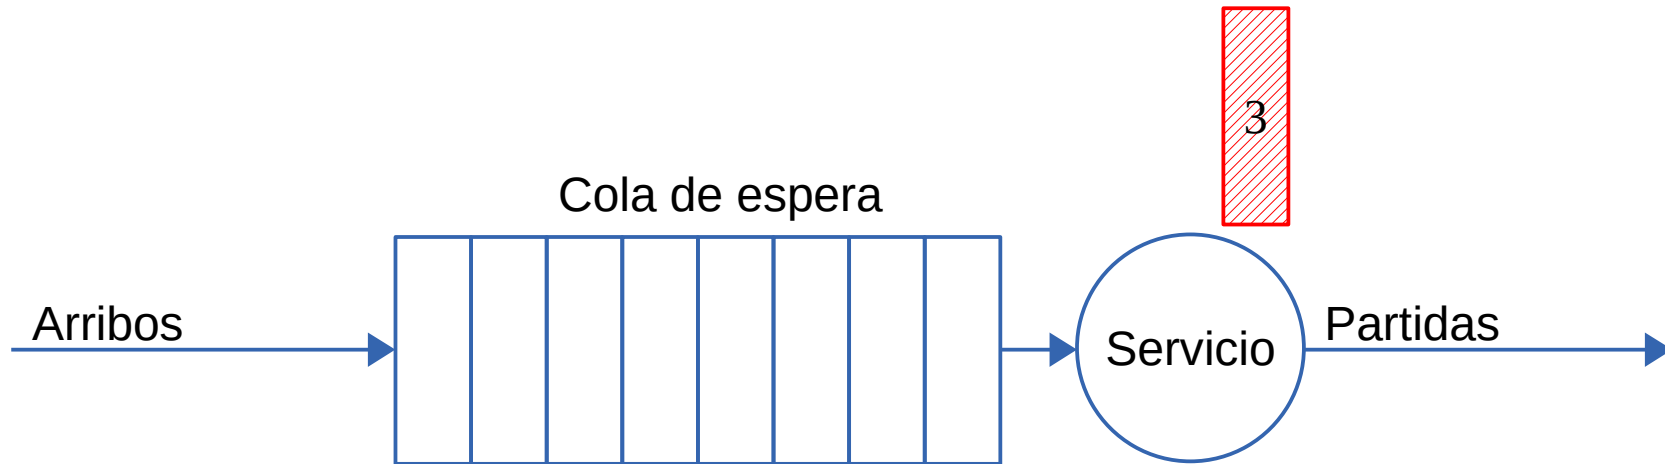 3
Cola de espera
Arribos
Servicio
Partidas